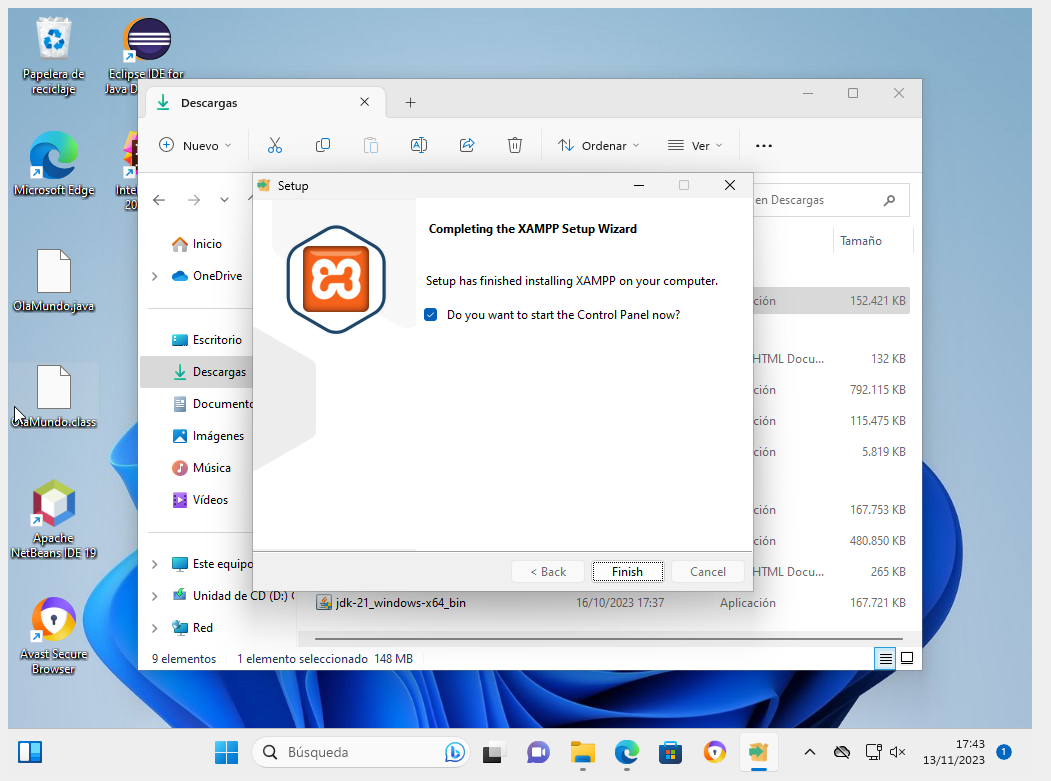 Papelera de
reciclaje
Eclipse IDE for
Java D
Microsoft Edge
Inte
20
OlaMundo.java
OlaMundo.class
Apache
NetBeans IDE 19
Avast Secure
Browser
Descargas
Nuevo
Ordenar
Ver
en Descargas
Inicio
OneDrive
Escritorio
Descargas
Documento
Imágenes
Música
Vídeos
Este equipo
Unidad de CD (D:)
Red
Tamaño
ción 152.421 KB
HTML Docu... 132 KB
ción 792.115 KB
ción 115.475 KB
ción 5.819 KB
ción 167.753 KB
ción 480.850 KB
HTML Docu... 265 KB
jdk-21_windows-x64_bin 16/10/2023 17:37 Aplicación 167.721 KB
9 elementos 1 elemento seleccionado 148 MB
Setup
Completing the XAMPP Setup Wizard
Setup has finished installing XAMPP on your computer.
Do you want to start the Control Panel now?
< Back Finish Cancel
Búsqueda
17:43
13/11/2023
1